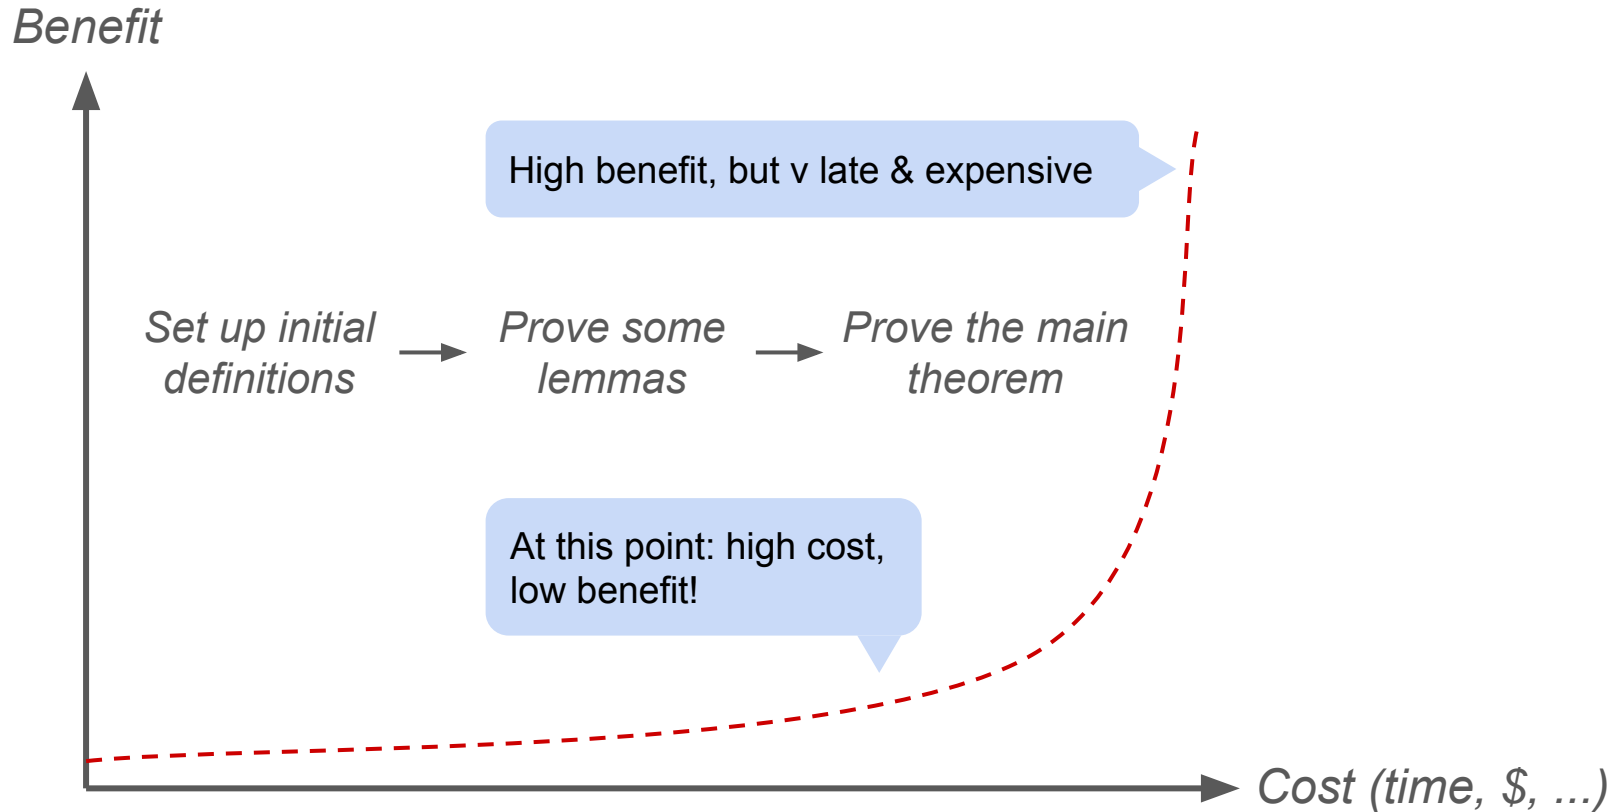 Benefit
High benefit, but v late & expensive
Set up initial
definitions
Prove some
lemmas
Prove the main
theorem
At this point: high cost,
low benefit!
Cost (time, $, ...)